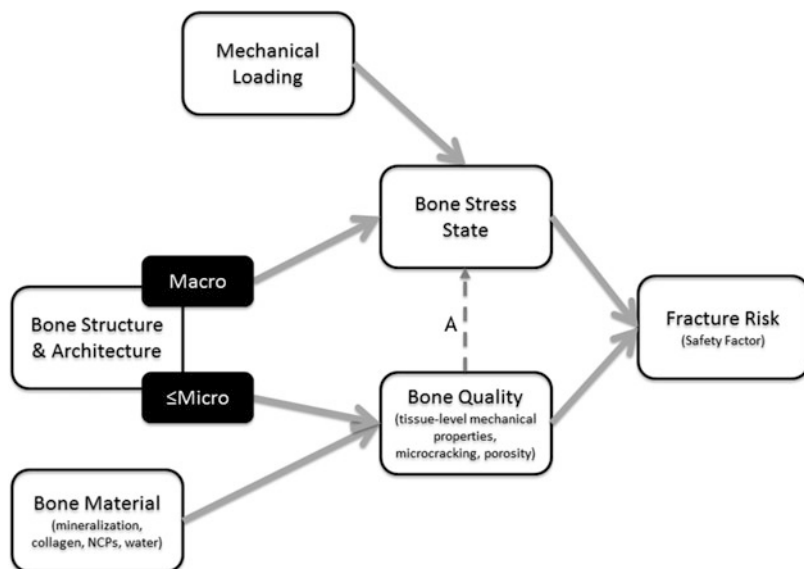 Mechanical
Loading
Bone Stress
State
Macro
Bone Structure
& Architecture
≤Micro
A
Fracture Risk
(Safety Factor)
Bone Quality
(tissue-level mechanical
properties,
microcracking, porosity)
Bone Material
(mineralization,
collagen, NCPs, water)